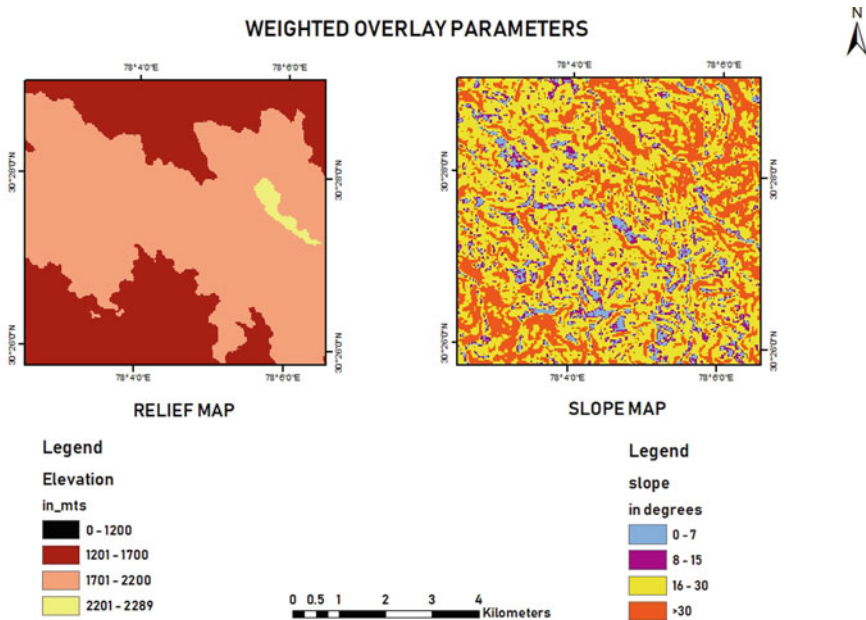 WEIGHTED OVERLAY PARAMETERS
N
78°4'0"E 78°6'0"E
78°4'0"E 78°6'0"E
30°28'0"N
30°28'0"N
30°28'0"N
30°28'0"N
30°26'0"N
30°26'0"N
30°26'0"N
30°26'0"N
78°4'0"E 78°6'0"E
78°4'0"E 78°6'0"E
RELIEF MAP
SLOPE MAP
Legend
Elevation
in_mts
0 - 1200
1201 - 1700
1701 - 2200
2201 - 2289
Legend
slope
in degrees
0 - 7
8 - 15
16 - 30
>30
0 0.5 1 2 3 4
Kilometers